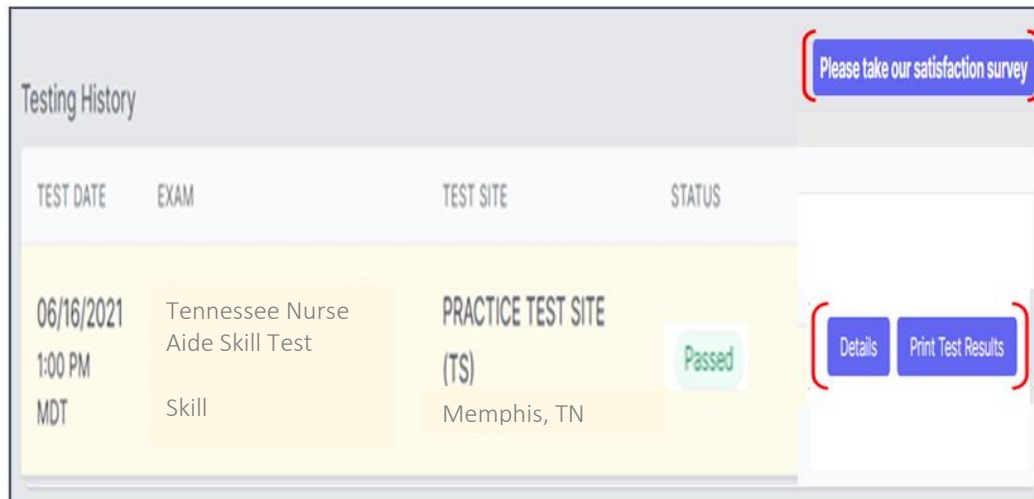 Please take our satisfaction survey
Testing History
TEST DATE EXAM TEST SITE STATUS
06/16/2021
1:00 PM
MDT
Tennessee Nurse
Aide Skill Test
Skill
PRACTICE TEST SITE
(TS)
Memphis, TN
Passed
Details
Print Test Results